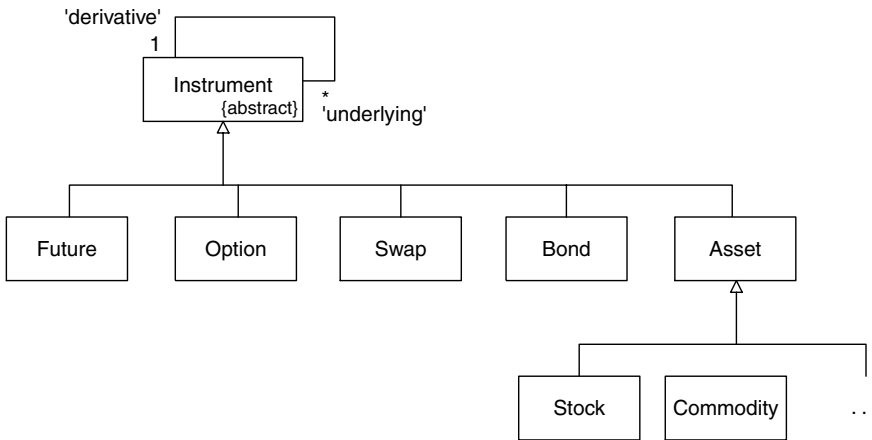 'derivative'
1
Instrument
{abstract}
*
'underlying'
Future Option Swap Bond Asset
Stock Commodity . .